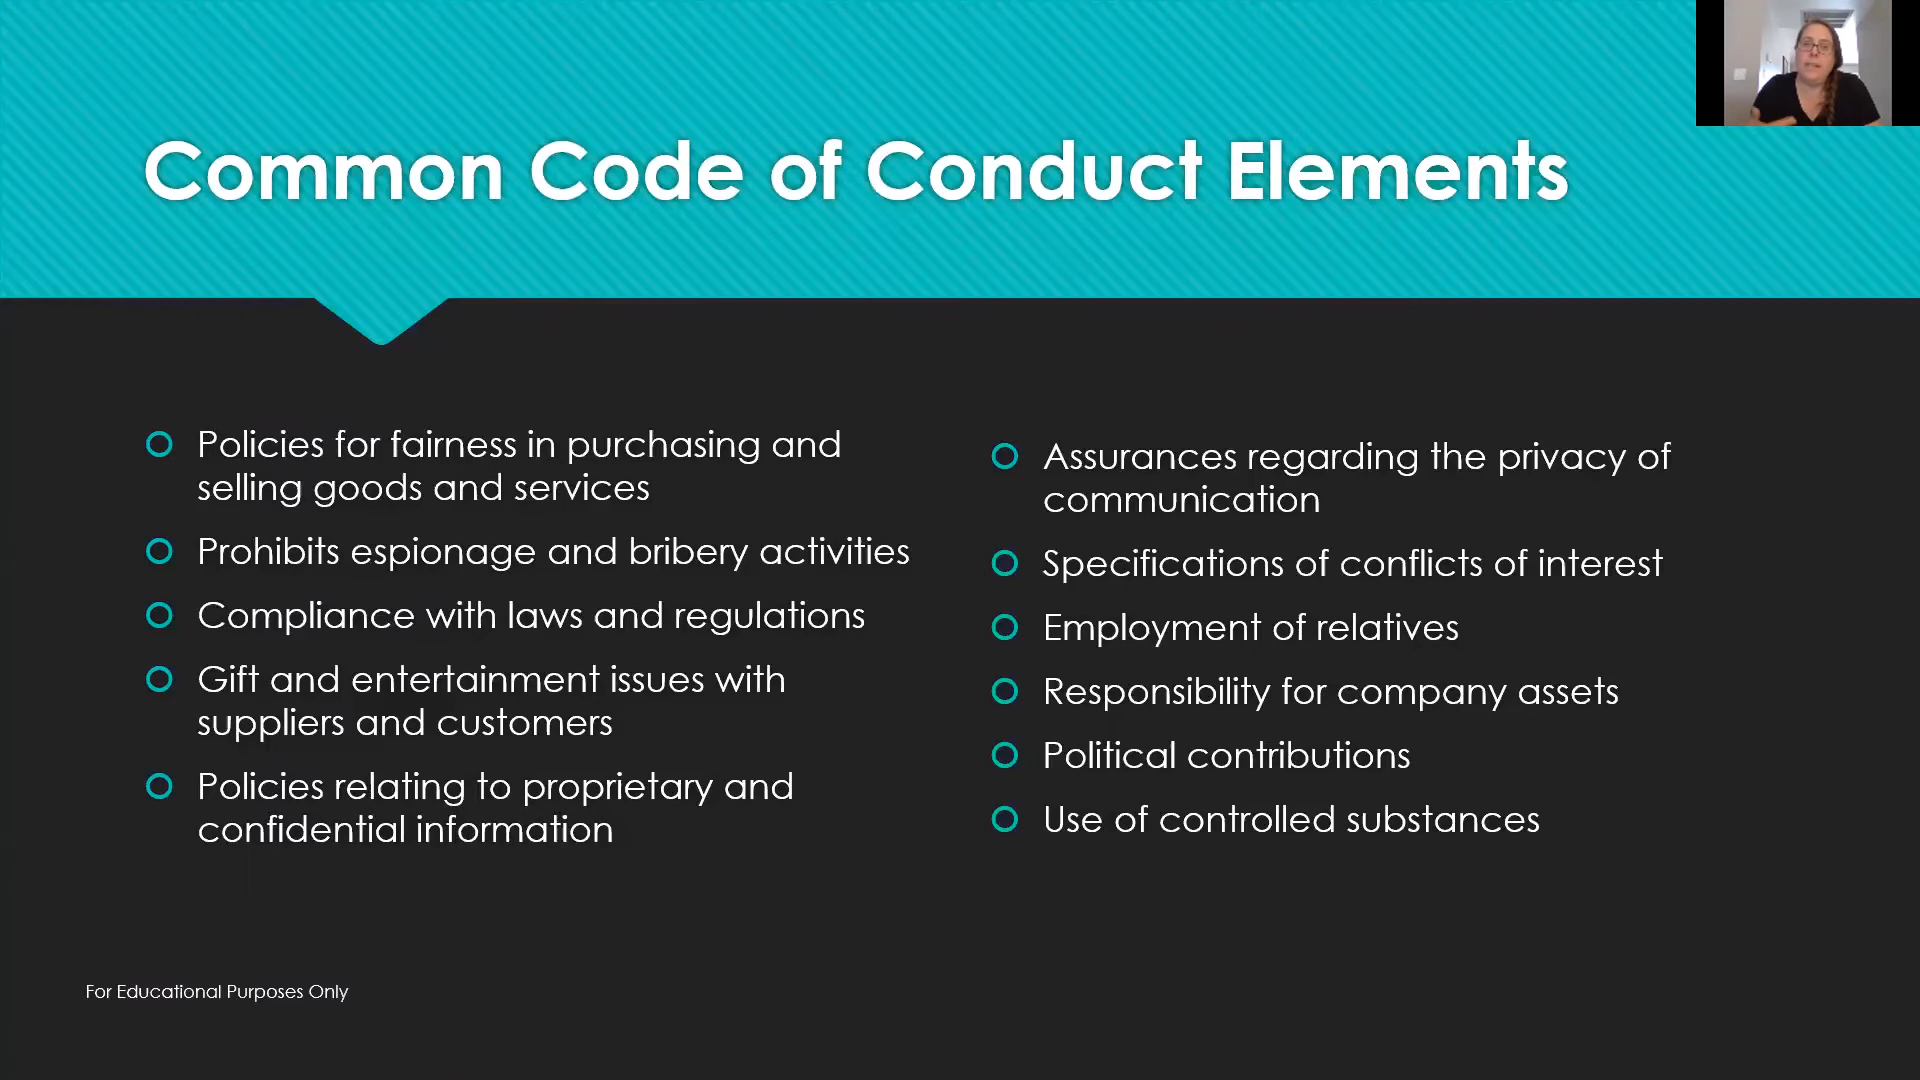 Common Code of Conduct Elements
Policies for fairness in purchasing and
selling goods and services
Prohibits espionage and bribery activities
Compliance with laws and regulations
Gift and entertainment issues with
suppliers and customers
Policies relating to proprietary and
confidential information
Assurances regarding the privacy of
communication
Specifications of conflicts of interest
Employment of relatives
Responsibility for company assets
Political contributions
Use of controlled substances
For Educational Purposes Only